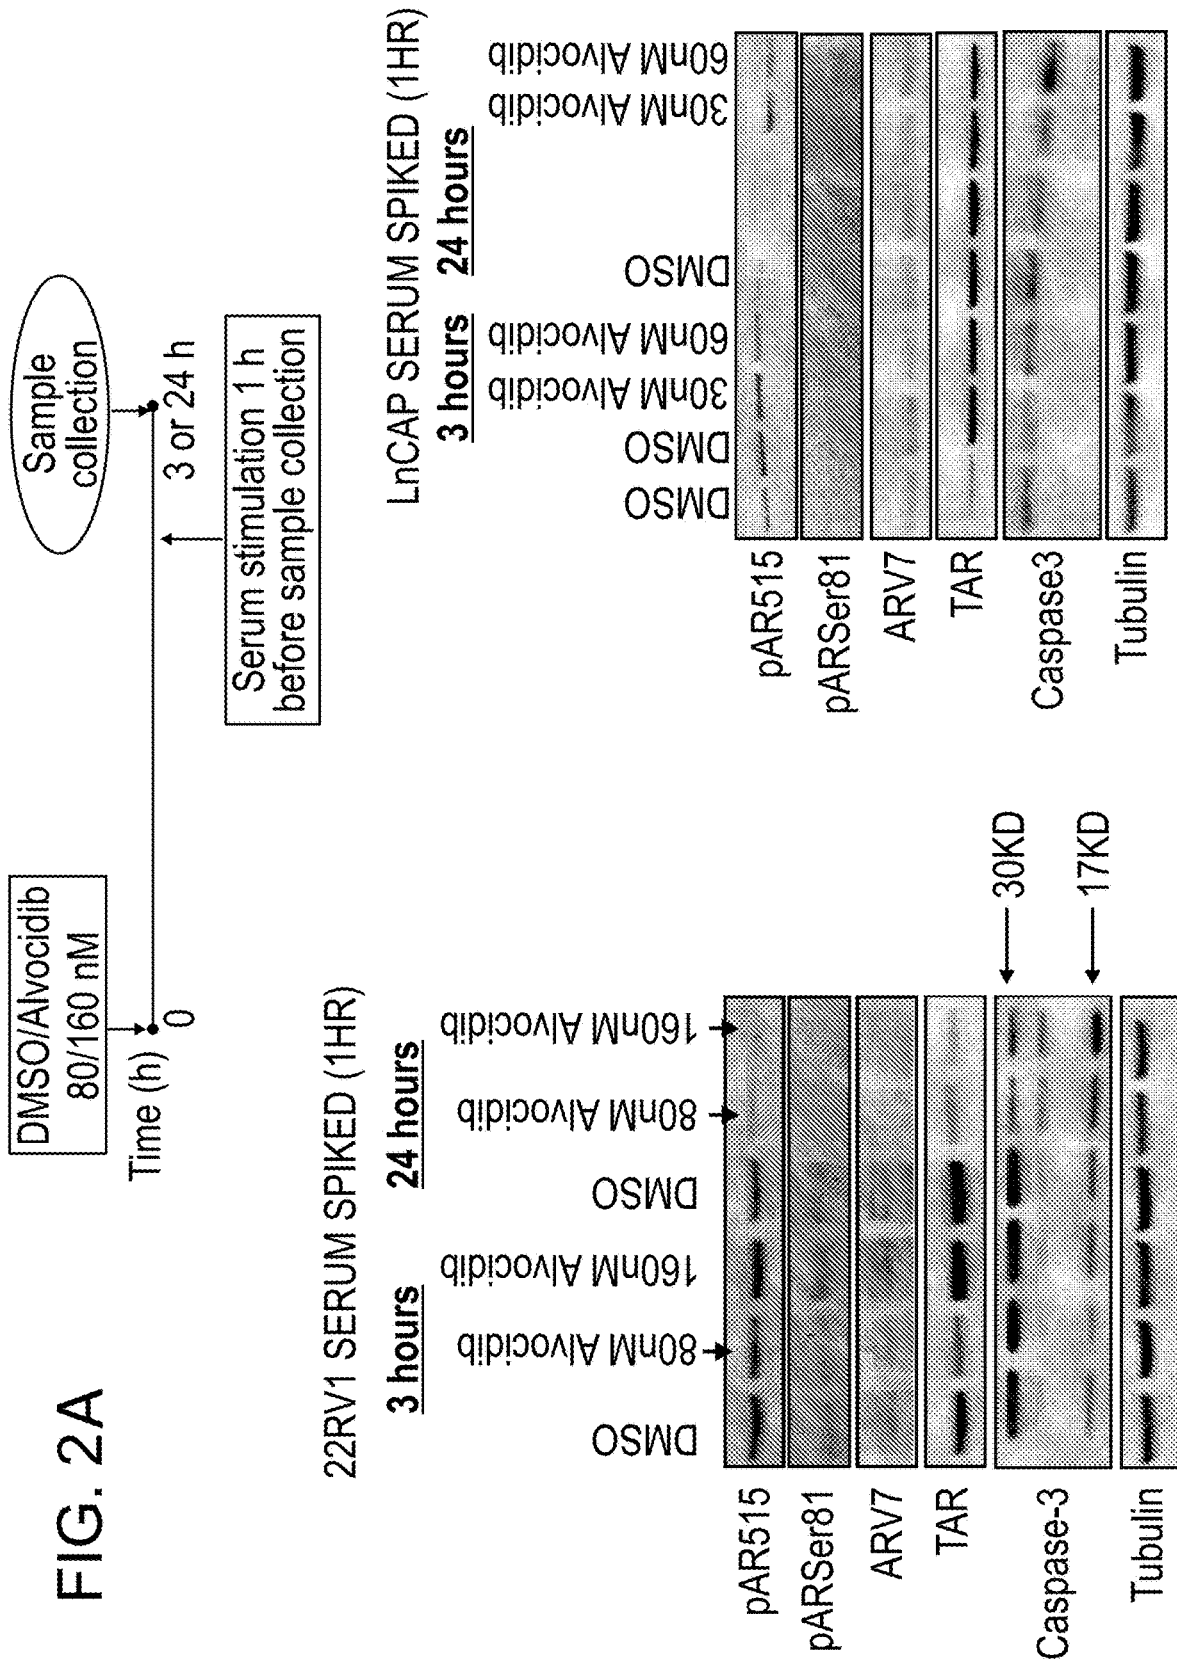 FIG. 2A
DMSO/Alvocidib
80/160 nM
Time (h)
0
Sample
collection
3 or 24 h
Serum stimulation 1 h
before sample collection
22RV1 SERUM SPIKED (1HR)
3 hours
24 hours
DMSO
80nM Alvocidib
160nM Alvocidib
DMSO
80nM Alvocidib
160nM Alvocidib
pAR515
pARSer81
ARV7
TAR
Caspase-3
Tubulin
30KD
17KD
LnCAP SERUM SPIKED (1HR)
3 hours
24 hours
DMSO
DMSO
30nM Alvocidib
60nM Alvocidib
DMSO
30nM Alvocidib
60nM Alvocidib
pAR515
pARSer81
ARV7
TAR
Caspase3
Tubulin